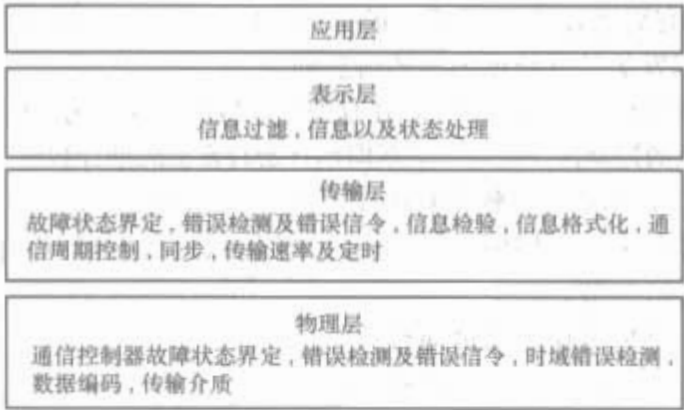 应用层
表示层
信息过滤，信息以及状态处理
传输层
故障状态界定，错误检测及错误信令，信息检验，信息格式化，通
信周期控制，同步，传输速率及定时
物理层
通信控制器故障状态界定，错误检测及错误信令，时域错误检测，
数据编码，传输介质